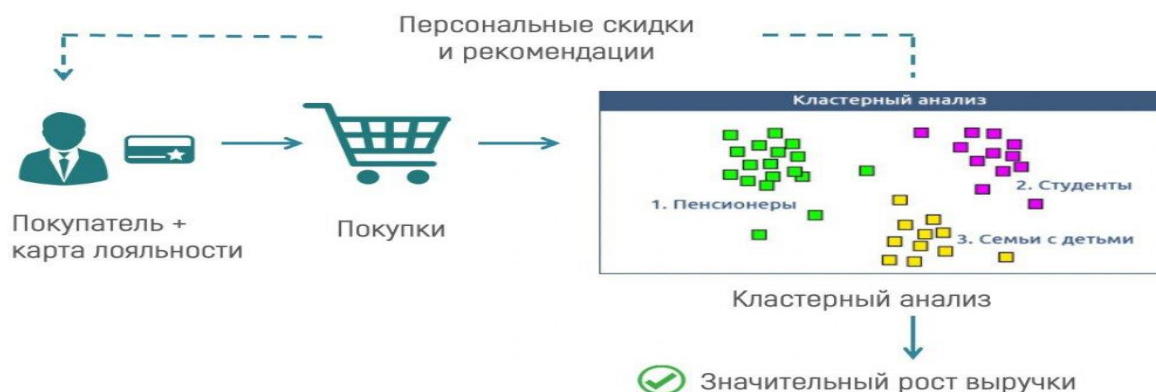 Персональные скидки
и рекомендации
Кластерный анализ
1. Пенсионеры
2. Студенты
3. Семьи с детьми
Покупатель +
карта лояльности
Покупки
Кластерный анализ
Значительный рост выручки